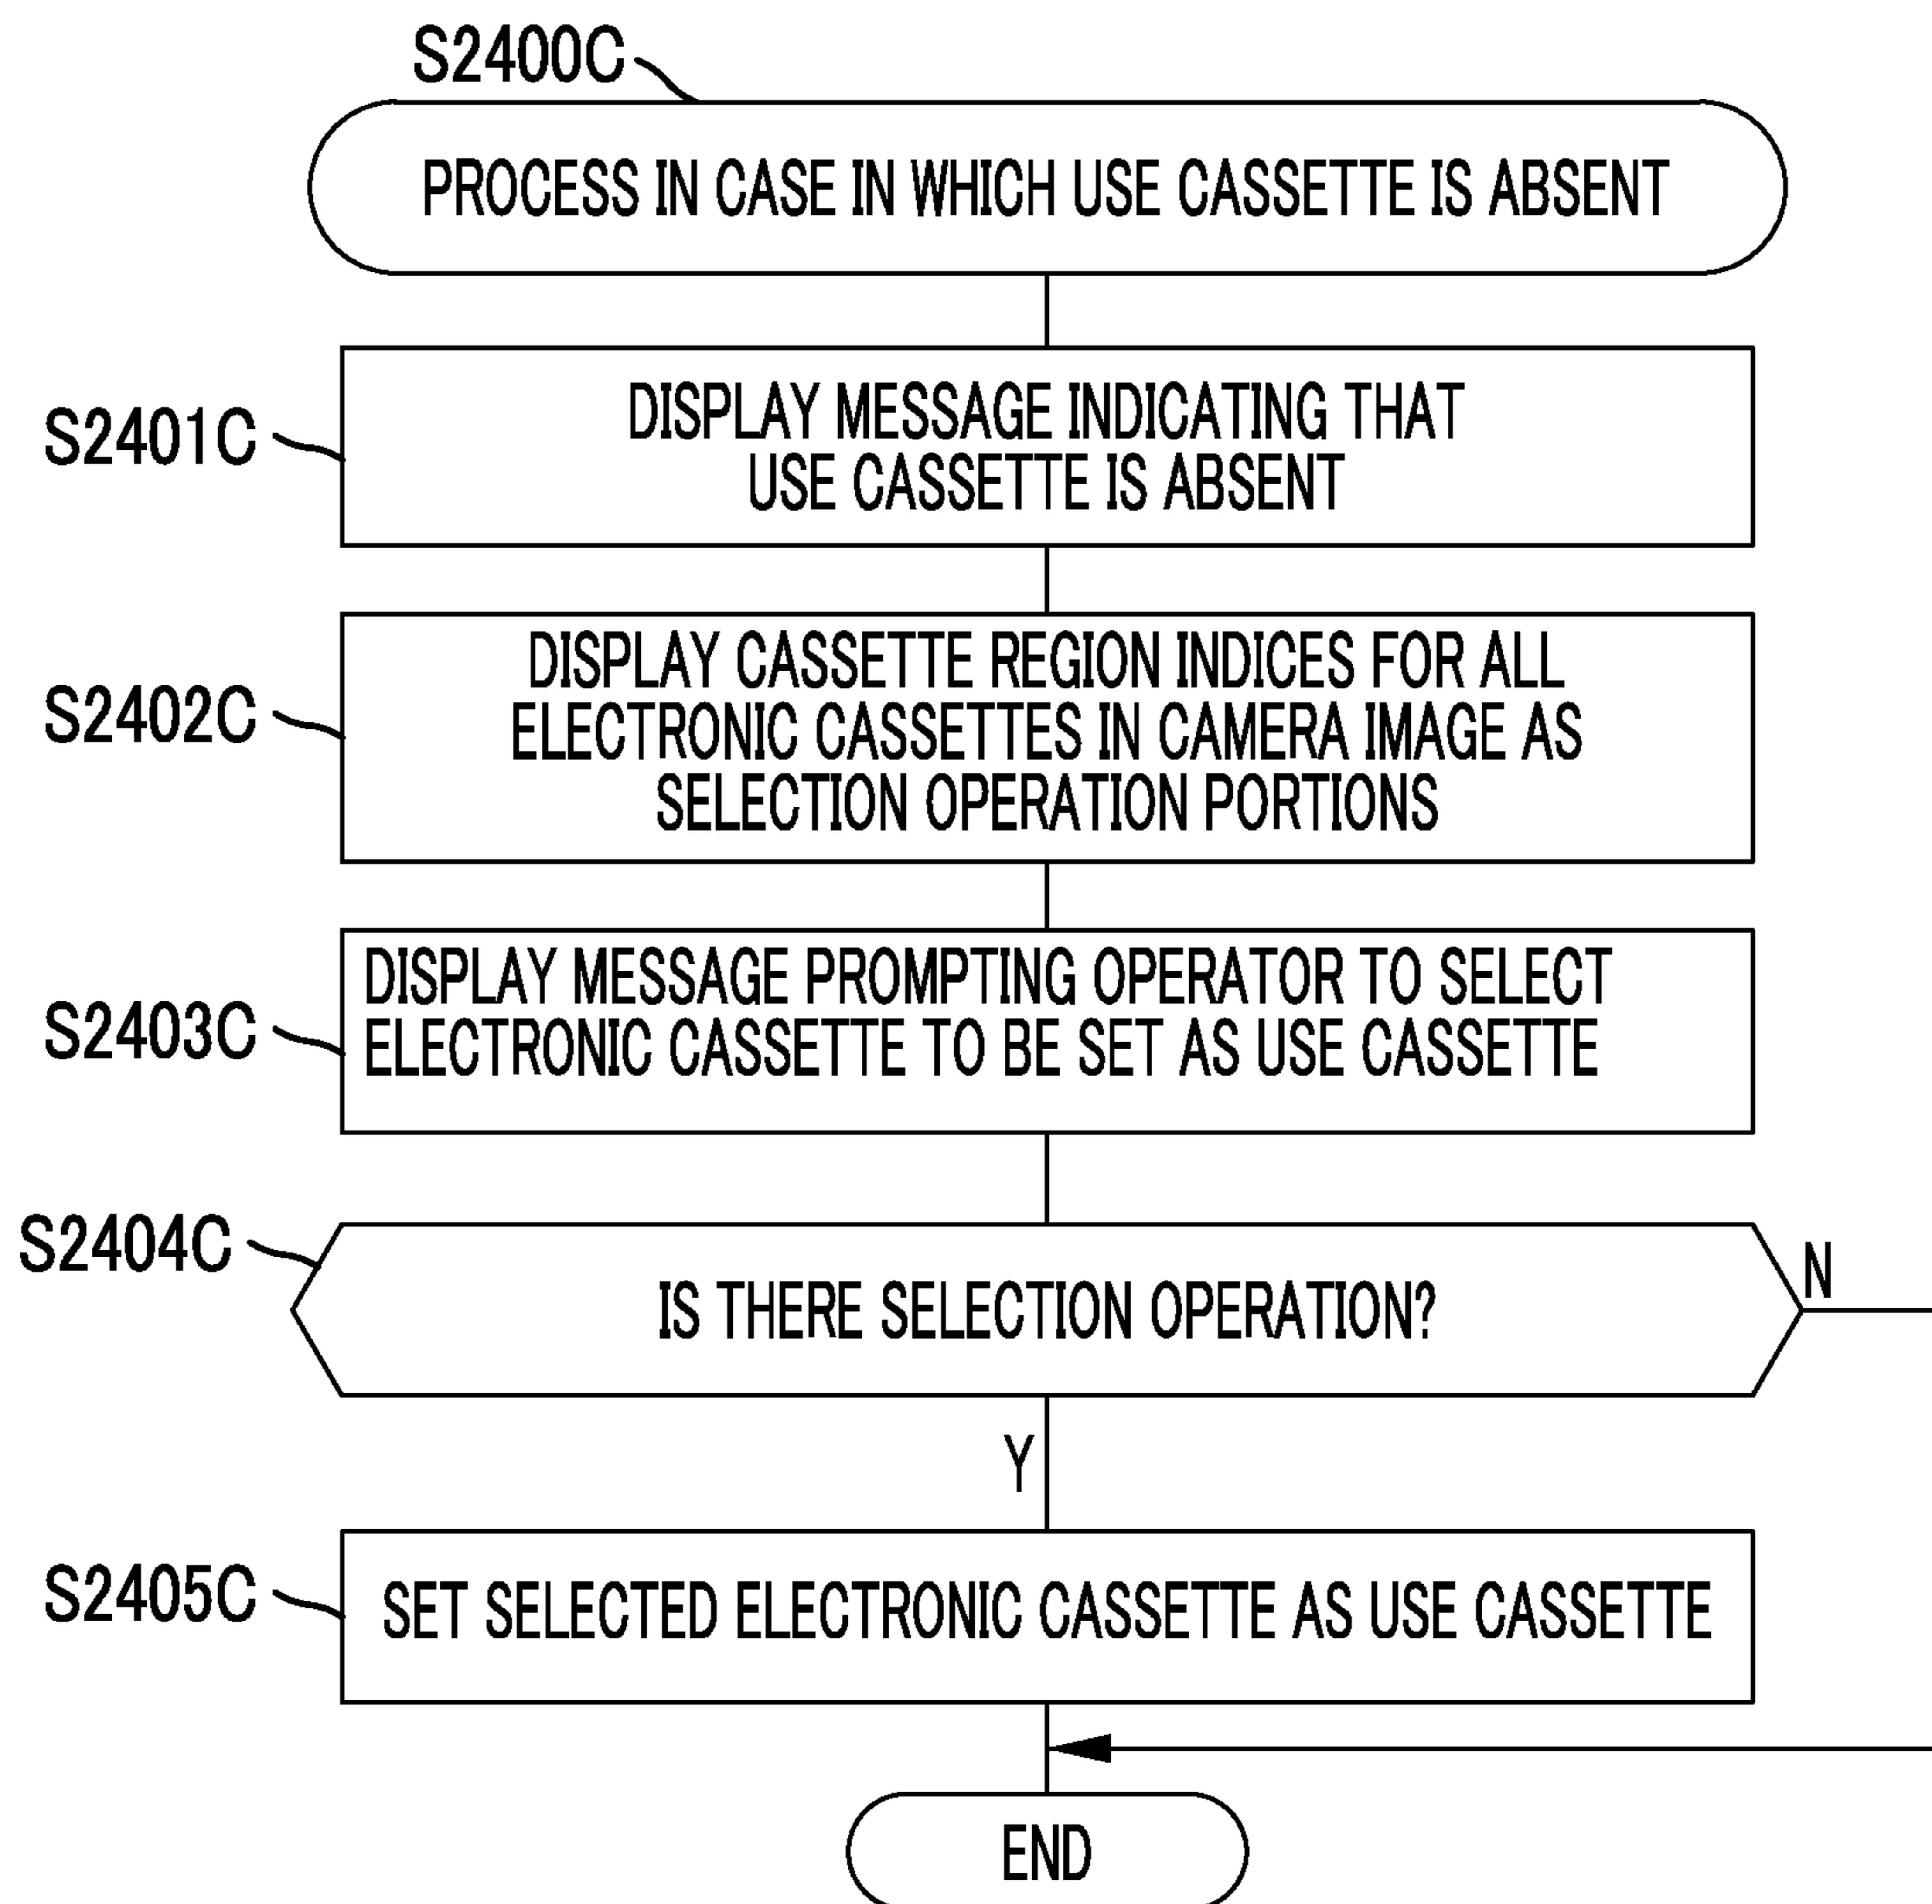 S2400C
PROCESS IN CASE IN WHICH USE CASSETTE IS ABSENT
S2401C
DISPLAY MESSAGE INDICATING THAT
USE CASSETTE IS ABSENT
S2402C
DISPLAY CASSETTE REGION INDICES FOR ALL
ELECTRONIC CASSETTES IN CAMERA IMAGE AS
SELECTION OPERATION PORTIONS
S2403C
DISPLAY MESSAGE PROMPTING OPERATOR TO SELECT
ELECTRONIC CASSETTE TO BE SET AS USE CASSETTE
S2404C
IS THERE SELECTION OPERATION?
N
Y
S2405C
SET SELECTED ELECTRONIC CASSETTE AS USE CASSETTE
END